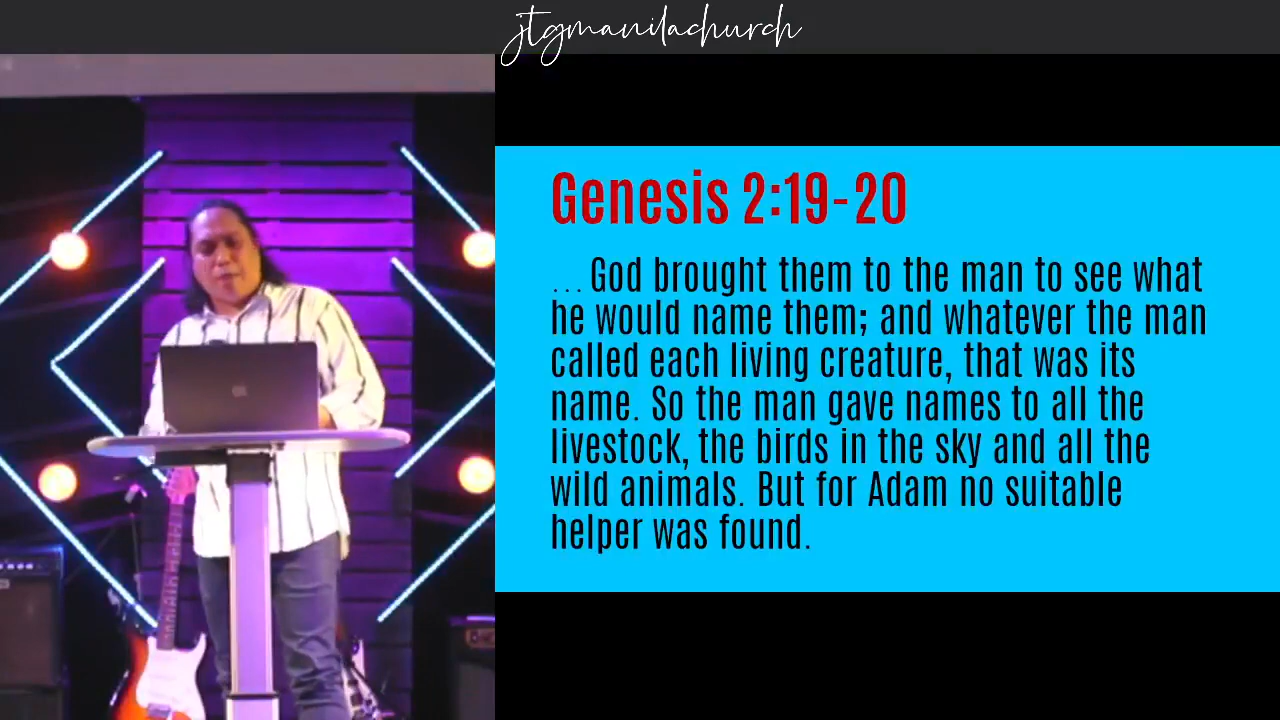 jtgmanilachurch
Genesis 2:19-20
...God brought them to the man to see what
he would name them; and whatever the man
called each living creature, that was its
name. So the man gave names to all the
livestock, the birds in the sky and all the
wild animals. But for Adam no suitable
helper was found.